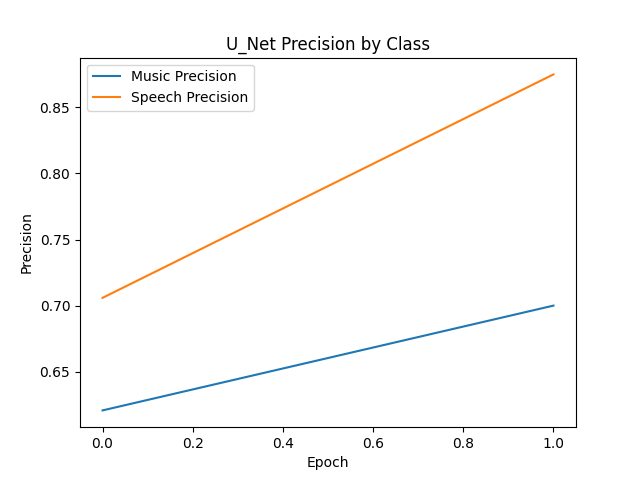 U_Net Precision by Class
Music Precision
Speech Precision
Precision
0.85
0.80
0.75
0.70
0.65
0.0 0.2 0.4 0.6 0.8 1.0
Epoch